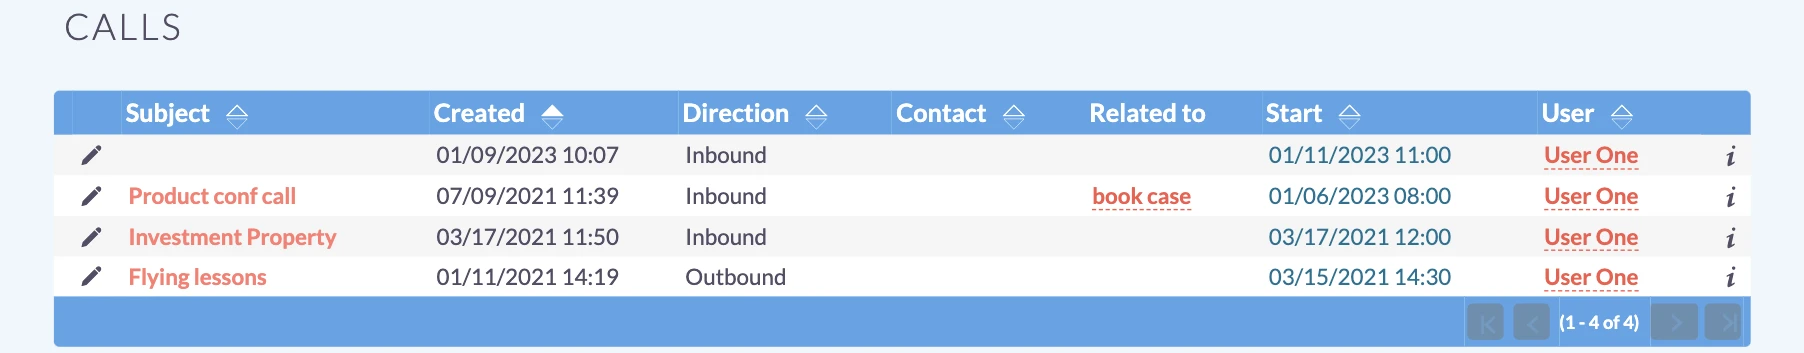 CALLS
Subject Created Direction Contact Related to Start User
01/09/2023 10:07 Inbound 01/11/2023 11:00 User One i
Product conf call 07/09/2021 11:39 Inbound book case 01/06/2023 08:00 User One i
Investment Property 03/17/2021 11:50 Inbound 03/17/2021 12:00 User One i
Flying lessons 01/11/2021 14:19 Outbound 03/15/2021 14:30 User One i
(1 - 4 of 4)